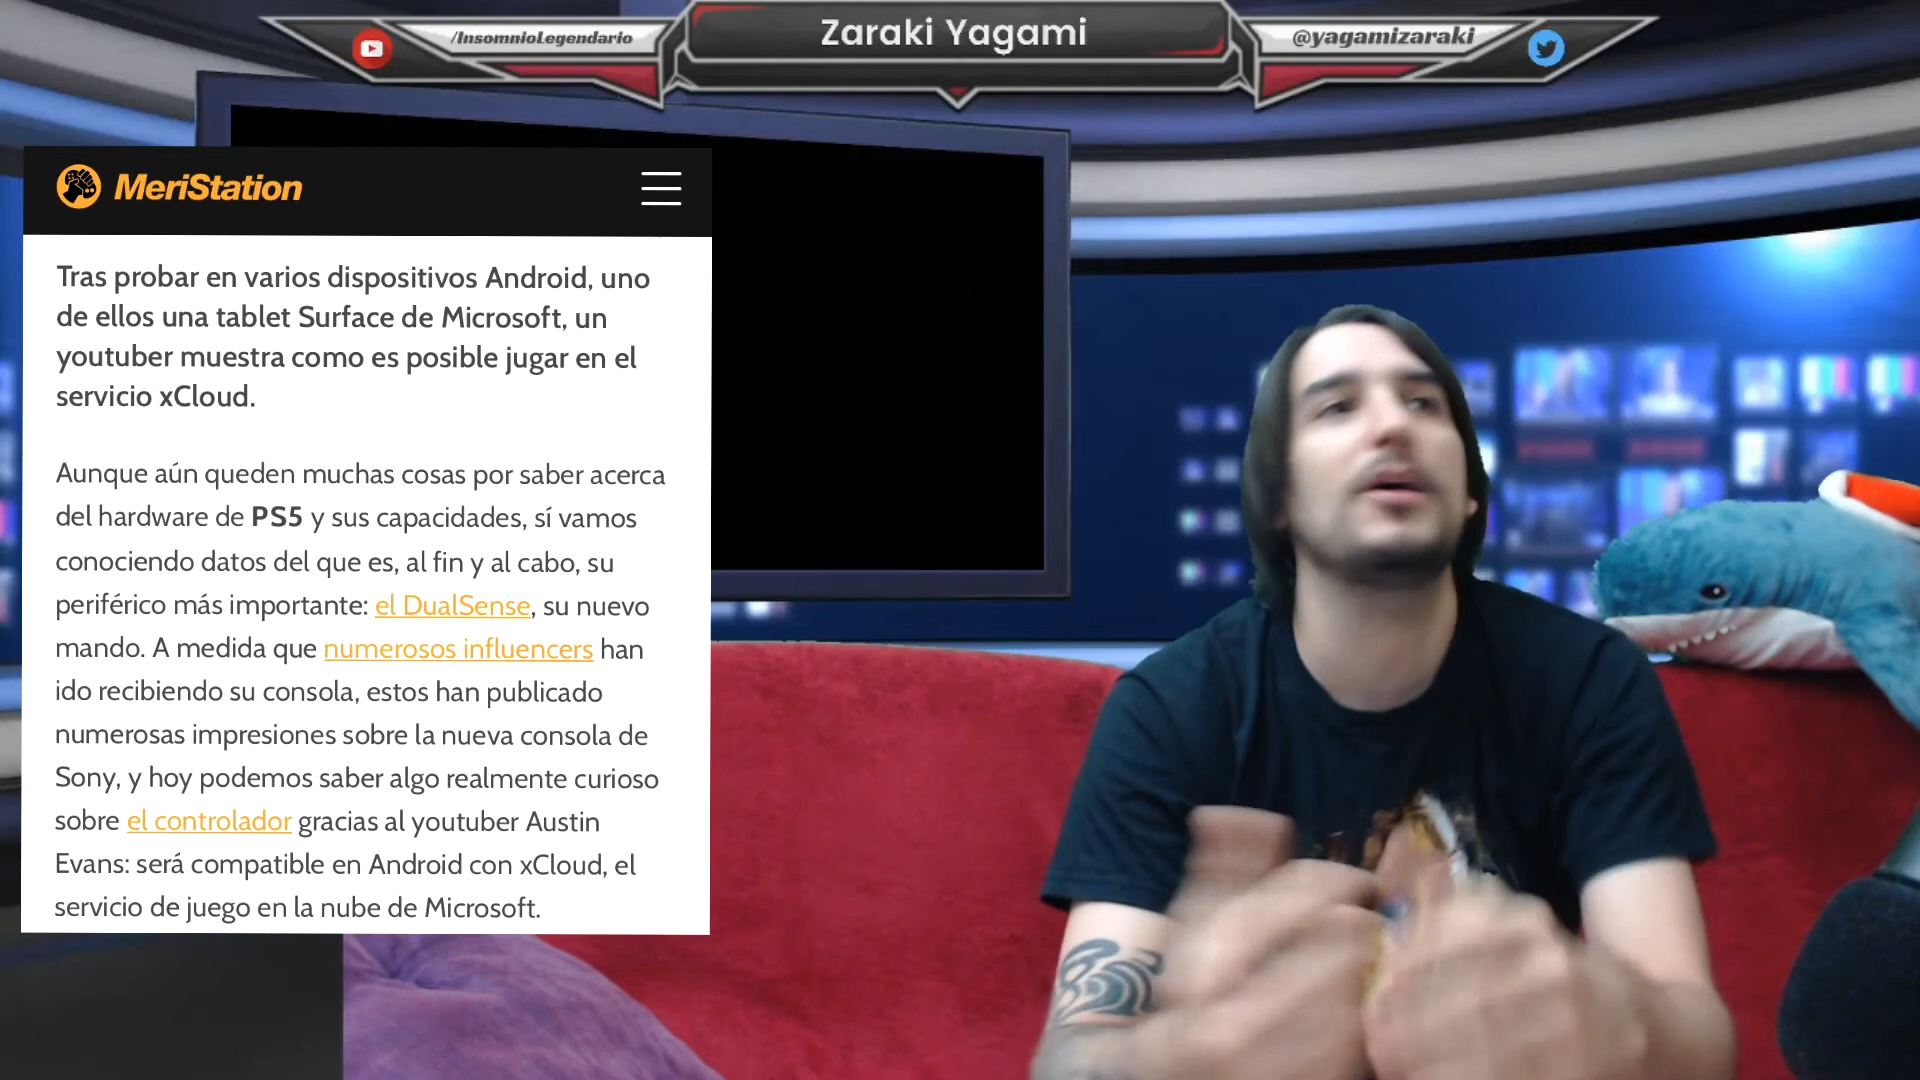 Zaraki Yagami
/InsomnioLegendario
@yagamizaraki
MeriStation
Tras probar en varios dispositivos Android, uno
de ellos una tablet Surface de Microsoft, un
youtuber muestra como es posible jugar en el
servicio xCloud.
Aunque aún queden muchas cosas por saber acerca
del hardware de PS5 y sus capacidades, sí vamos
conociendo datos del que es, al fin y al cabo, su
periférico más importante: el DualSense, su nuevo
mando. A medida que numerosos influencers han
ido recibiendo su consola, estos han publicado
numerosas impresiones sobre la nueva consola de
Sony, y hoy podemos saber algo realmente curioso
sobre el controlador gracias al youtuber Austin
Evans: será compatible en Android con xCloud, el
servicio de juego en la nube de Microsoft.